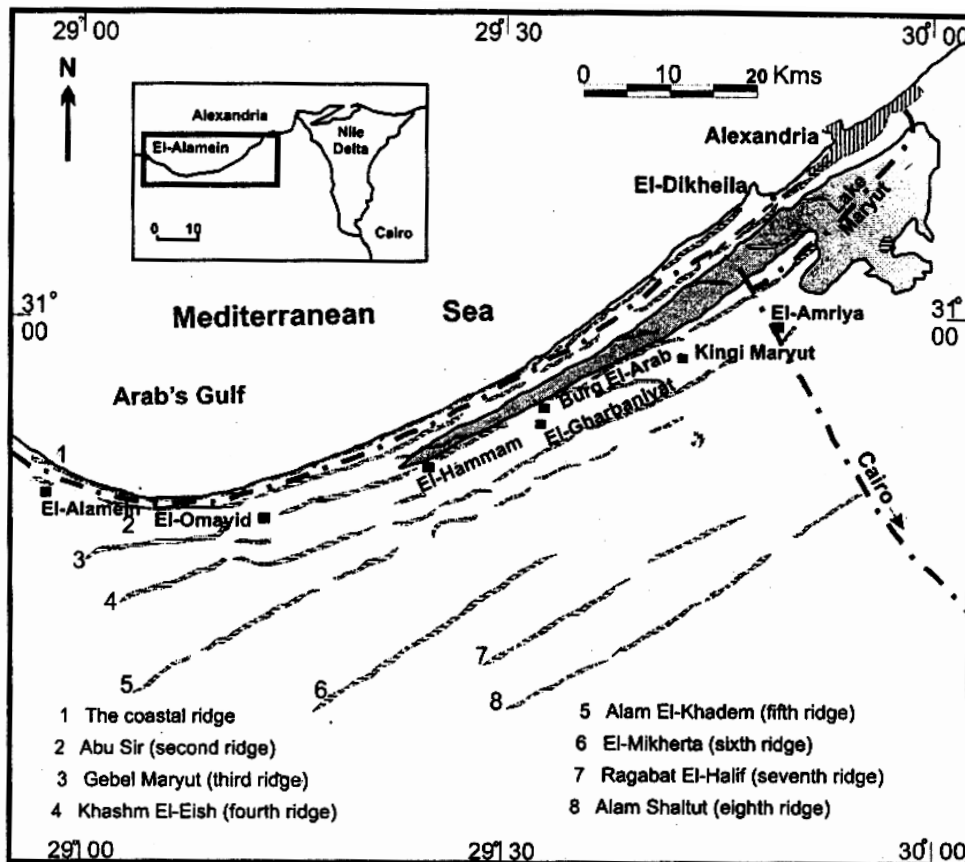 29° 00
29° 30
30° 00
N
0 10 20 Kms
Alexandria
El-Alamein
Nile
Delta
0 10
Cairo
Alexandria
El-Dikheila
Lake
Maryut
31°
00
Mediterranean Sea
31°
00
El-Amriya
Kingi Maryut
Burg El-Arab
El-Gharbaniyat
Arab's Gulf
El-Hammam
Cairo
1
El-Alamein
2
El-Omayid
3
4
5
6
7
8
1 The coastal ridge
2 Abu Sir (second ridge)
3 Gebel Maryut (third ridge)
4 Khashm El-Eish (fourth ridge)
5 Alam El-Khadem (fifth ridge)
6 El-Mikherta (sixth ridge)
7 Ragabat El-Halif (seventh ridge)
8 Alam Shaltut (eighth ridge)
29° 00
29° 30
30° 00